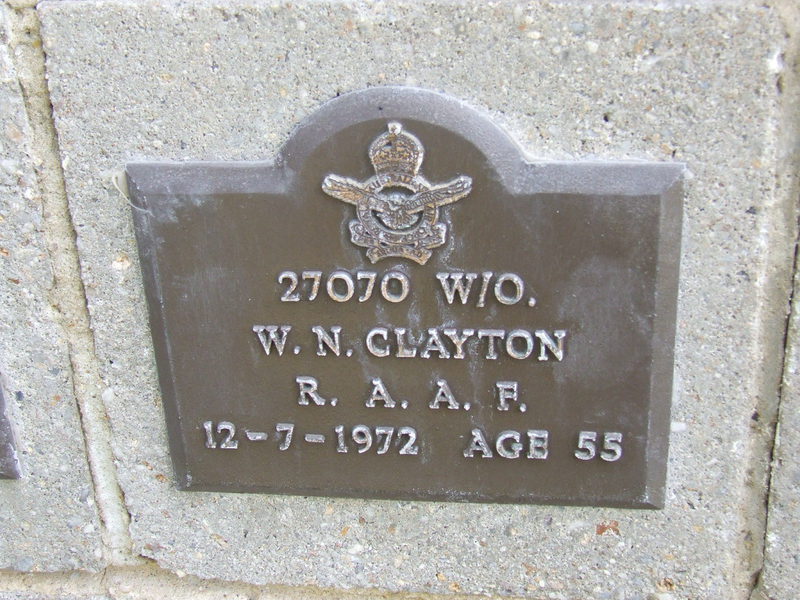 27070 W/O.
W. N. CLAYTON
R. A. A. F.
12-7-1972 AGE 55